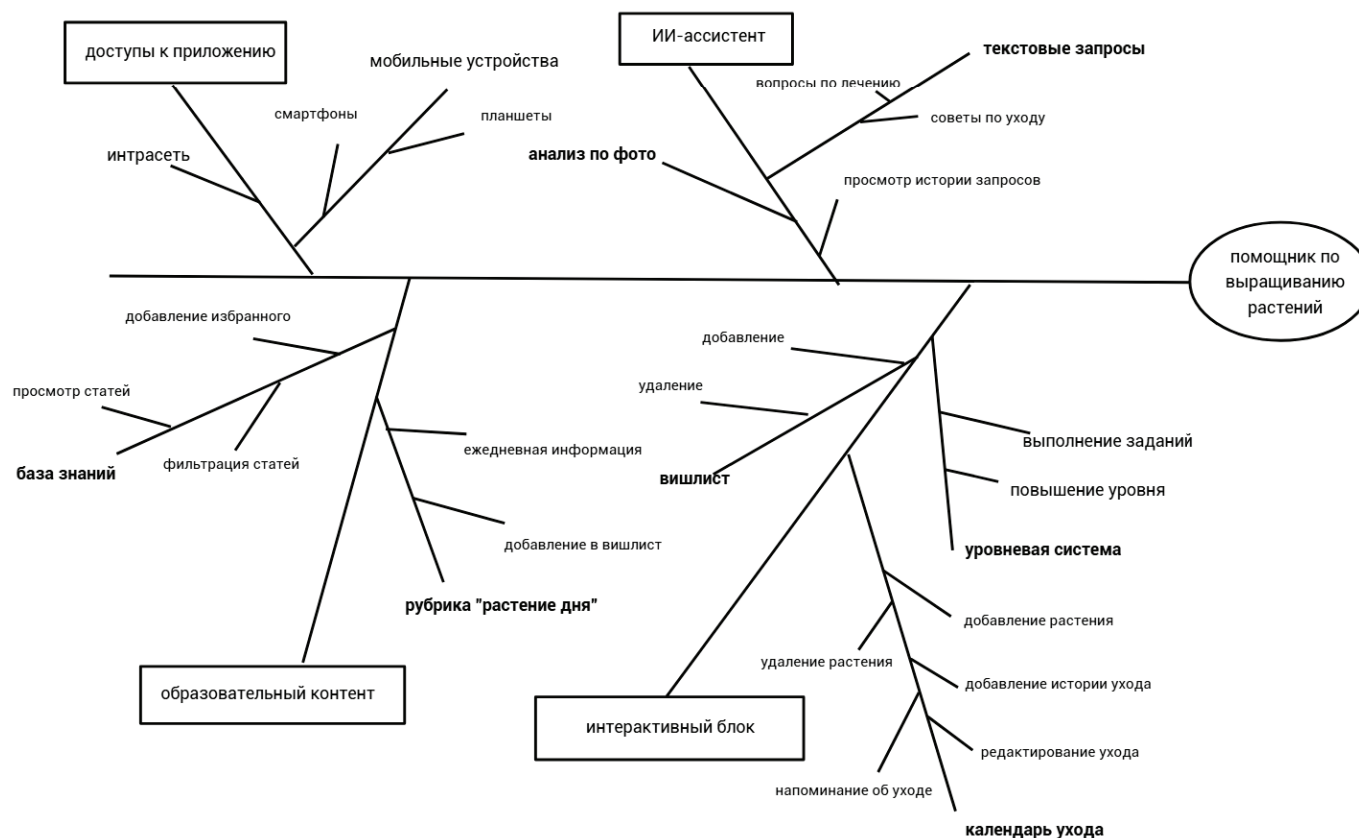 доступы к приложению
ИИ-ассистент
мобильные устройства
текстовые запросы
вопросы по лечению
смартфоны
планшеты
советы по уходу
интрасеть
анализ по фото
просмотр истории запросов
помощник по
выращиванию
растений
добавление избранного
добавление
просмотр статей
удаление
база знаний
фильтрация статей
ежедневная информация
вишлист
выполнение заданий
повышение уровня
добавление в вишлист
уровневая система
рубрика "растение дня"
добавление растения
удаление растения
образовательный контент
добавление истории ухода
интерактивный блок
редактирование ухода
напоминание об уходе
календарь ухода